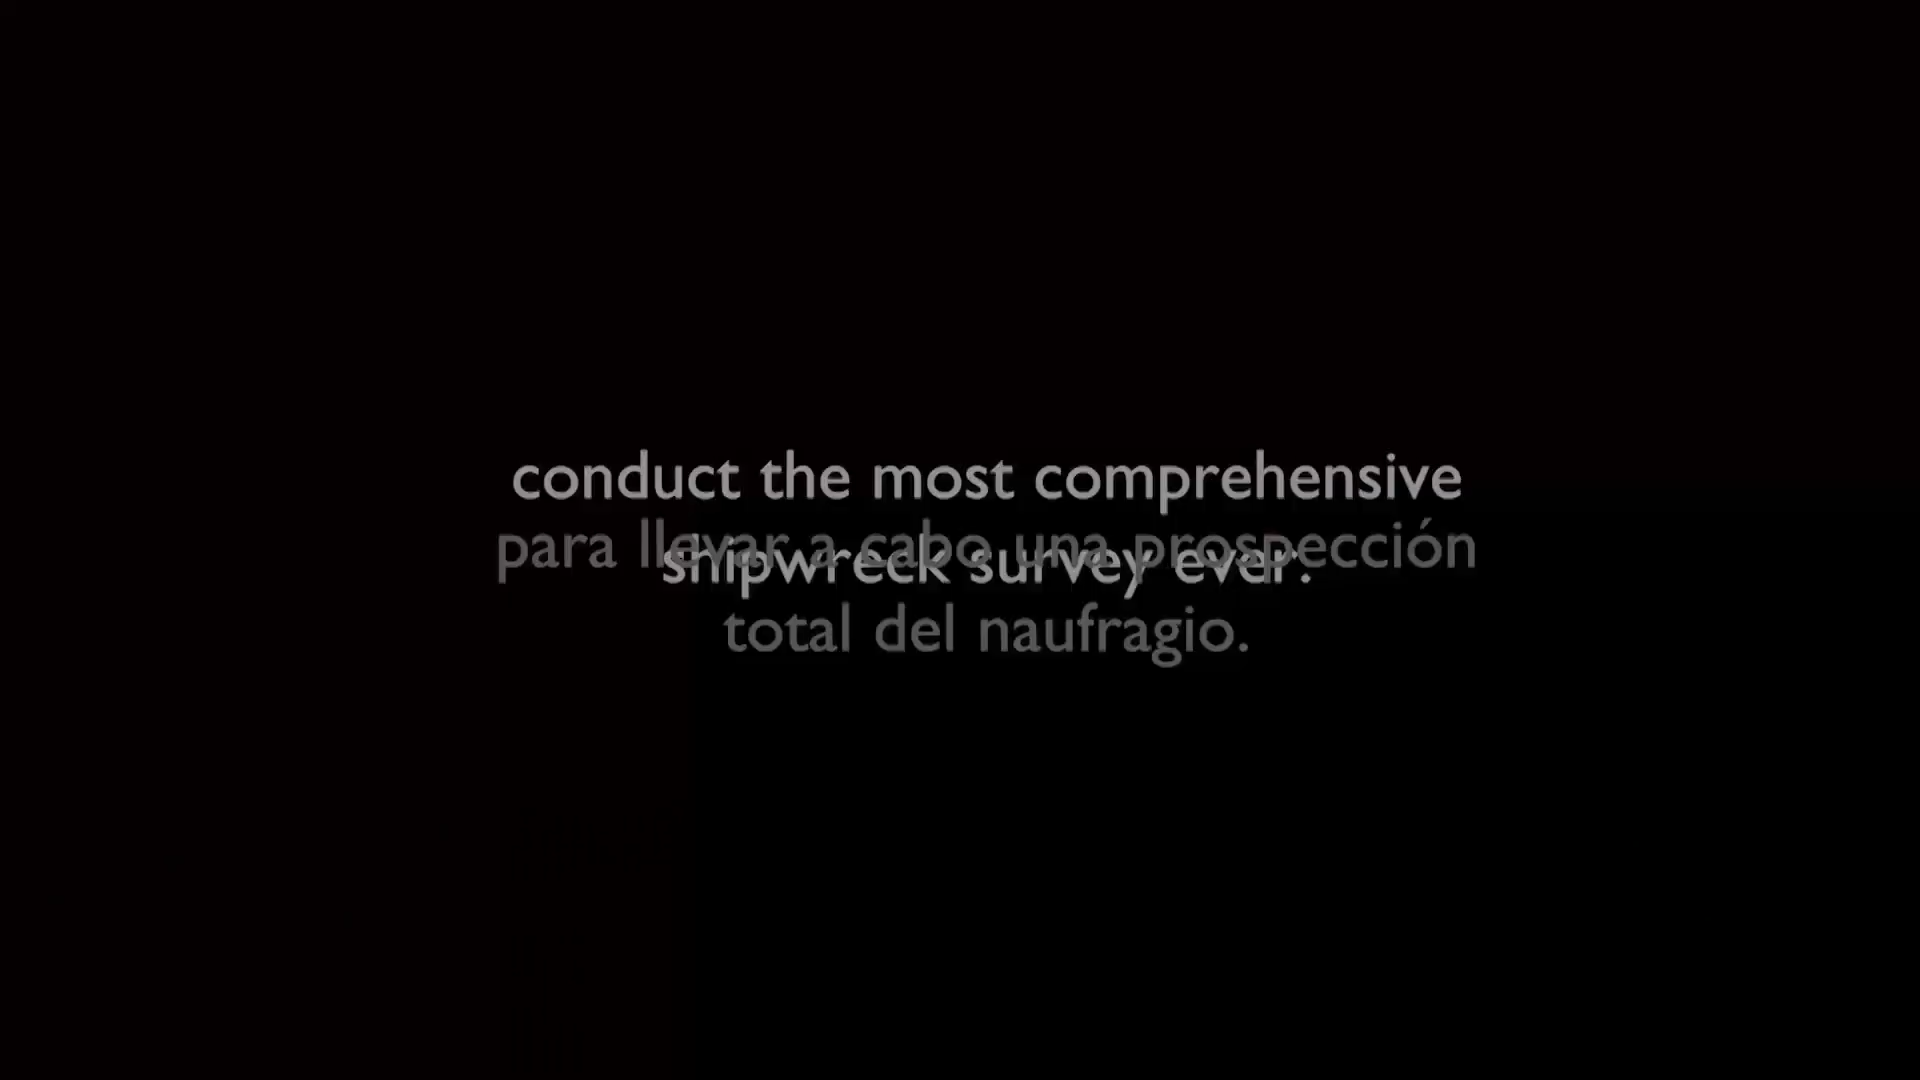 conduct the most comprehensive
shipwreck survey ever.
para llevar a cabo una prospección
total del naufragio.